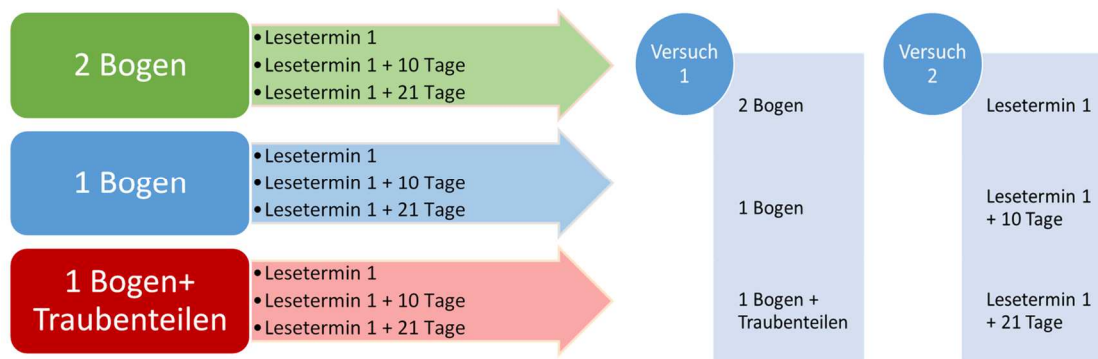 2 Bogen
• Lesetermin 1
• Lesetermin 1 + 10 Tage
• Lesetermin 1 + 21 Tage
1 Bogen
• Lesetermin 1
• Lesetermin 1 + 10 Tage
• Lesetermin 1 + 21 Tage
1 Bogen+
Traubenteilen
• Lesetermin 1
• Lesetermin 1 + 10 Tage
• Lesetermin 1 + 21 Tage
Versuch
1
2 Bogen
1 Bogen
1 Bogen +
Traubenteilen
Versuch
2
Lesetermin 1
Lesetermin 1
+ 10 Tage
Lesetermin 1
+ 21 Tage